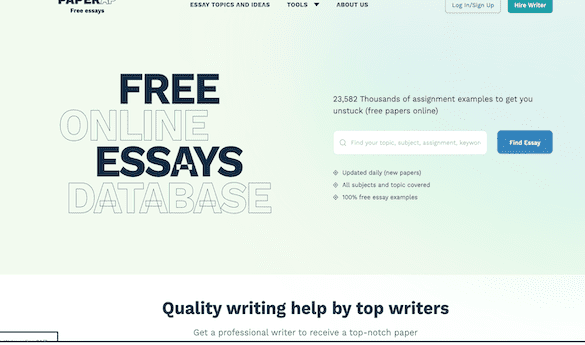 PAPERAP
Free essays
ESSAY TOPICS AND IDEAS TOOLS ABOUT US Log In/Sign Up Hire Writer
FREE
ONLINE
ESSAYS
DATABASE
23,582 Thousands of assignment examples to get you
unstuck (free papers online)
Find your topic, subject, assignment, keywor
Find Essay
Updated daily (new papers)
All subjects and topic covered
100% free essay examples
Quality writing help by top writers
Get a professional writer to receive a top-notch paper